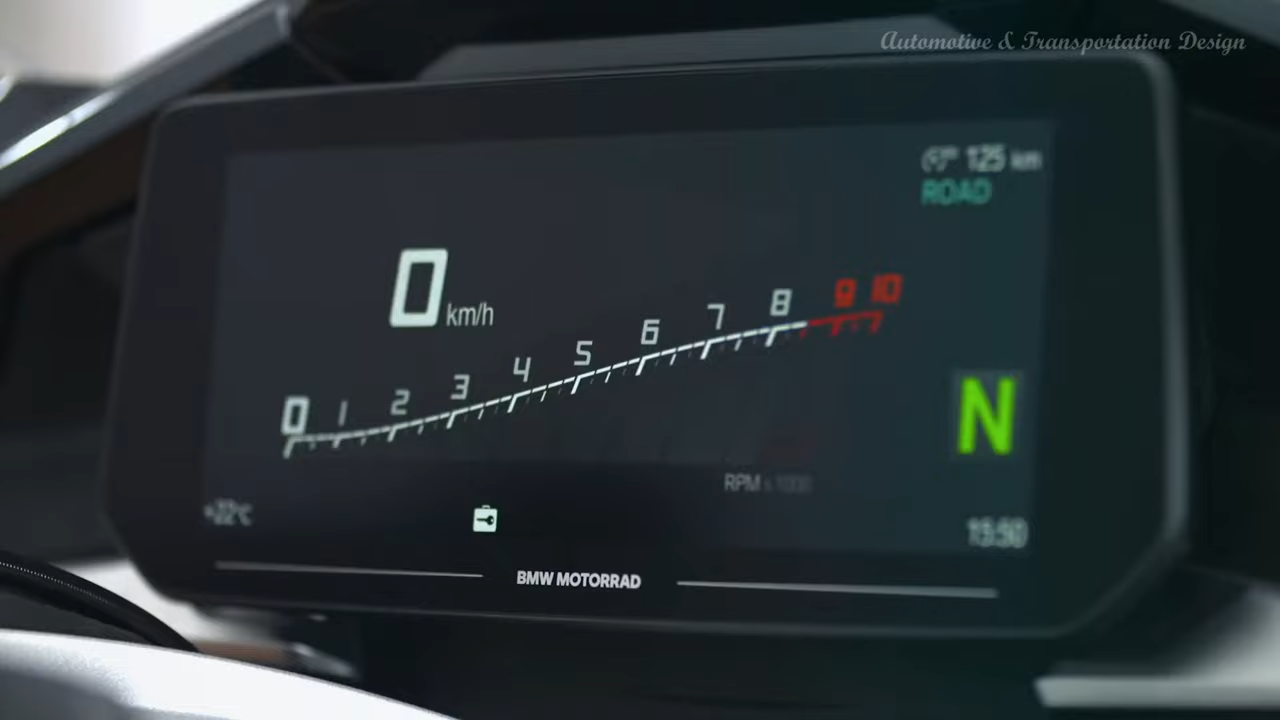 Automotive & Transportation Design
125 km
ROAD
0 km/h
0 1 2 3 4 5 6 7 8 9 10
N
RPM x 1000
+22°C
15:50
BMW MOTORRAD